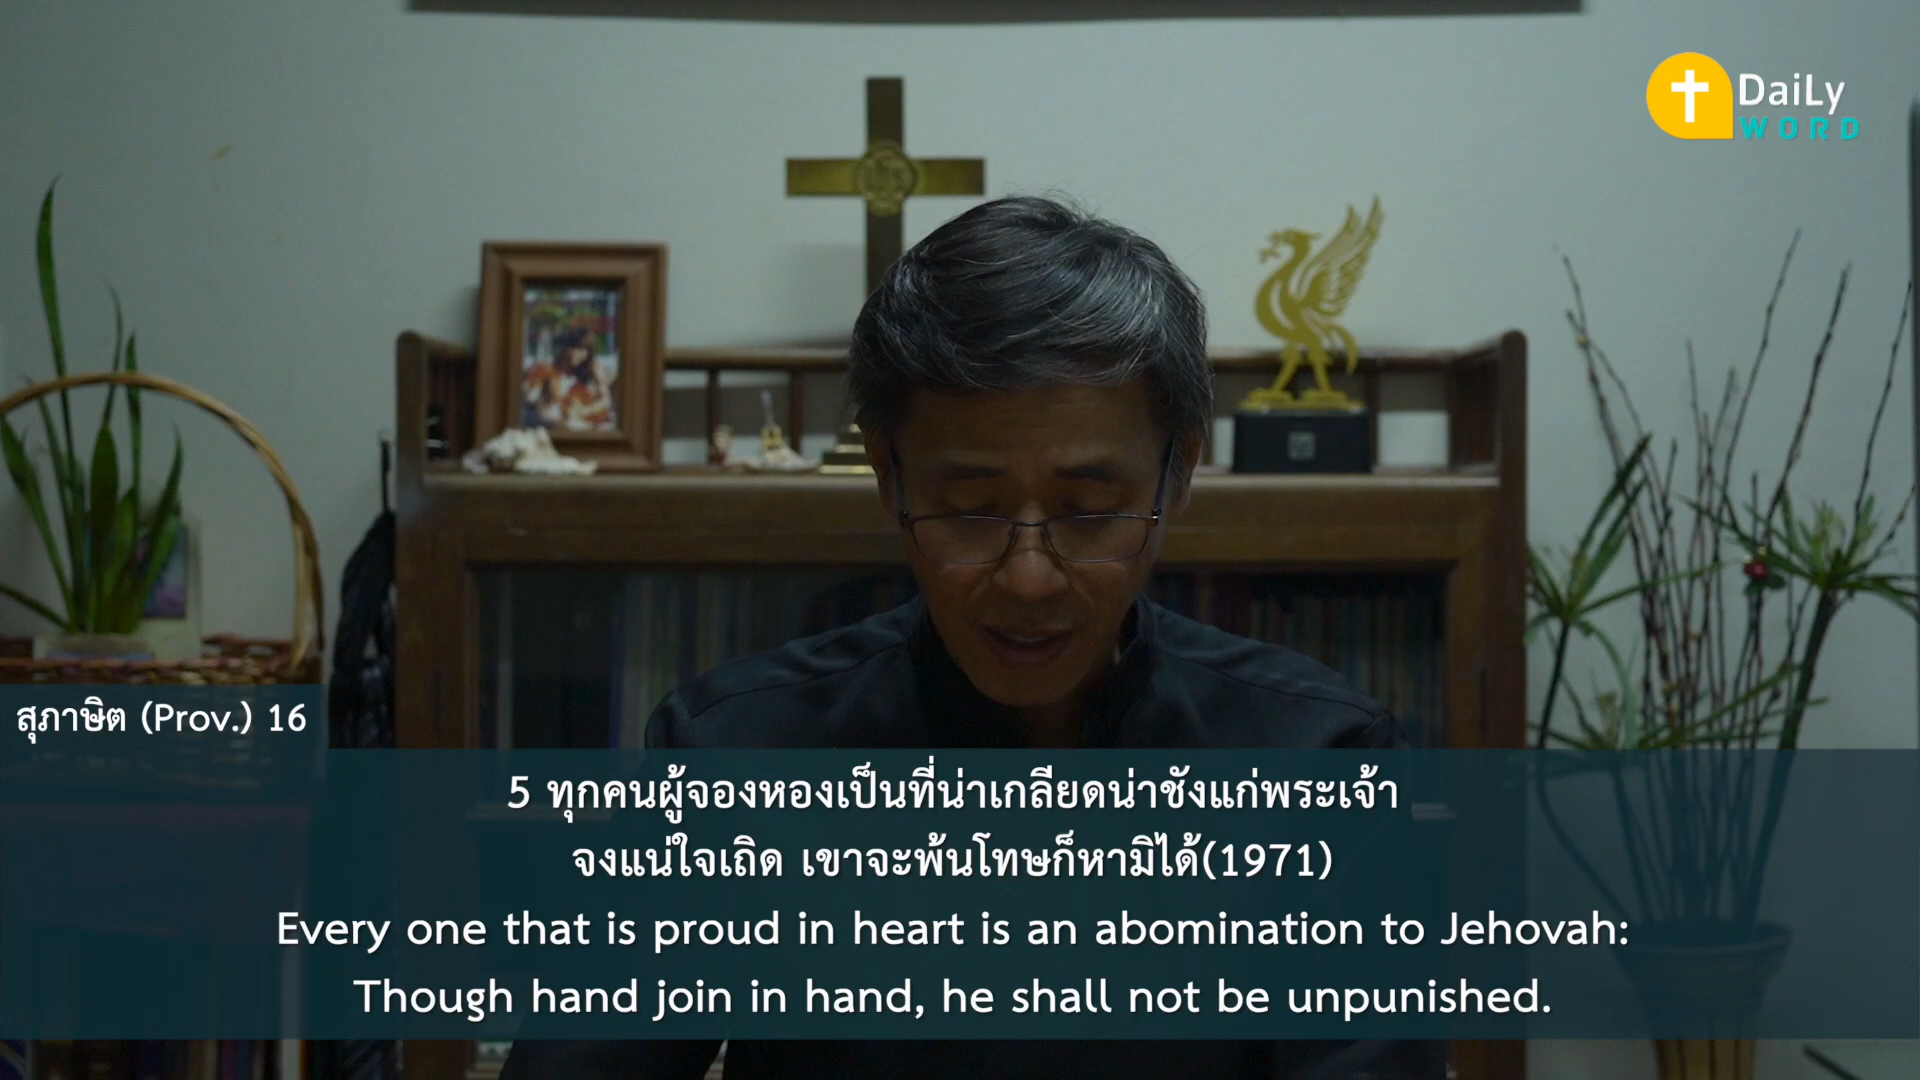 DaiLy
WORD
สุภาษิต (Prov.) 16
5 ทุกคนผู้จองหองเป็นที่น่าเกลียดน่าชังแก่พระเจ้า
จงแน่ใจเถิด เขาจะพ้นโทษก็หามิได้(1971)
Every one that is proud in heart is an abomination to Jehovah:
Though hand join in hand, he shall not be unpunished.